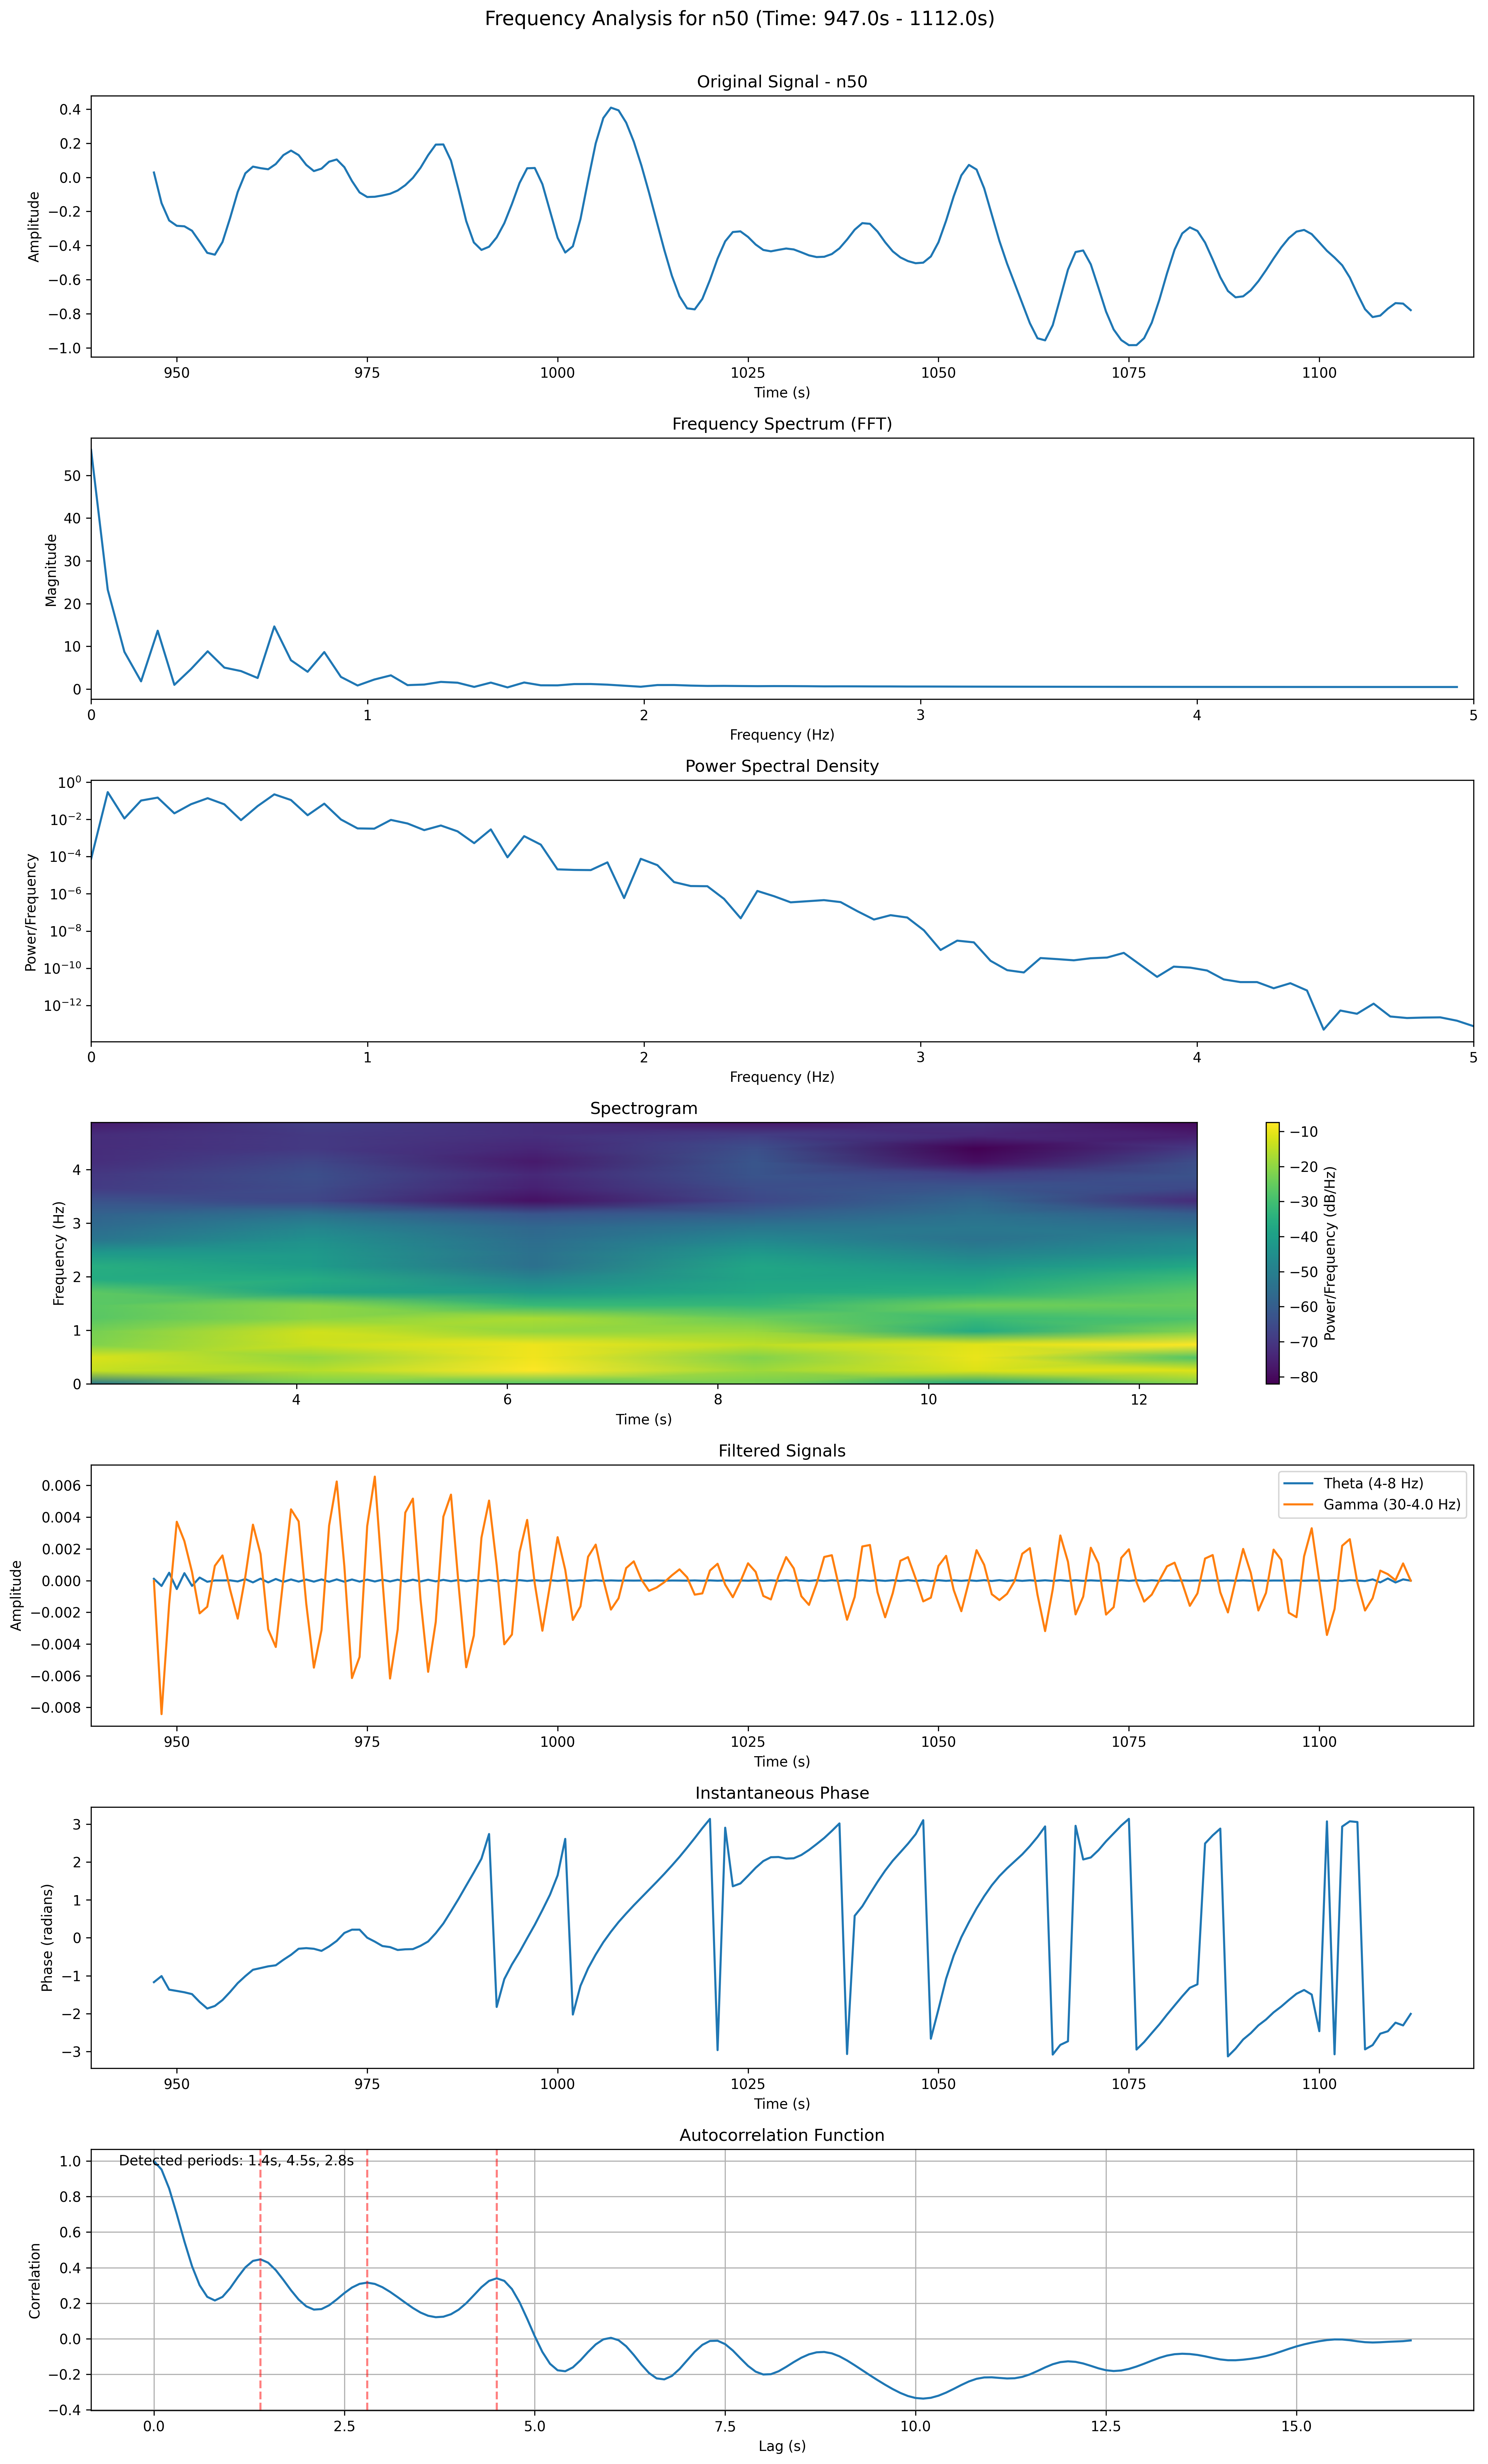 Frequency Analysis for n50 (Time: 947.0s - 1112.0s)
Original Signal - n50
0.4
0.2
0.0
−0.2
−0.4
−0.6
−0.8
−1.0
Amplitude
950 975 1000 1025 1050 1075 1100
Time (s)
Frequency Spectrum (FFT)
50
40
30
20
10
0
Magnitude
0 1 2 3 4 5
Frequency (Hz)
Power Spectral Density
10⁰
10⁻²
10⁻⁴
10⁻⁶
10⁻⁸
10⁻¹⁰
10⁻¹²
Power/Frequency
0 1 2 3 4 5
Frequency (Hz)
Spectrogram
4
3
2
1
0
Frequency (Hz)
4 6 8 10 12
Time (s)
−10
−20
−30
−40
−50
−60
−70
−80
Power/Frequency (dB/Hz)
Filtered Signals
0.006
0.004
0.002
0.000
−0.002
−0.004
−0.006
−0.008
Amplitude
Theta (4-8 Hz)
Gamma (30-4.0 Hz)
950 975 1000 1025 1050 1075 1100
Time (s)
Instantaneous Phase
3
2
1
0
−1
−2
−3
Phase (radians)
950 975 1000 1025 1050 1075 1100
Time (s)
Autocorrelation Function
Detected periods: 1.4s, 4.5s, 2.8s
1.0
0.8
0.6
0.4
0.2
0.0
−0.2
−0.4
Correlation
0.0 2.5 5.0 7.5 10.0 12.5 15.0
Lag (s)